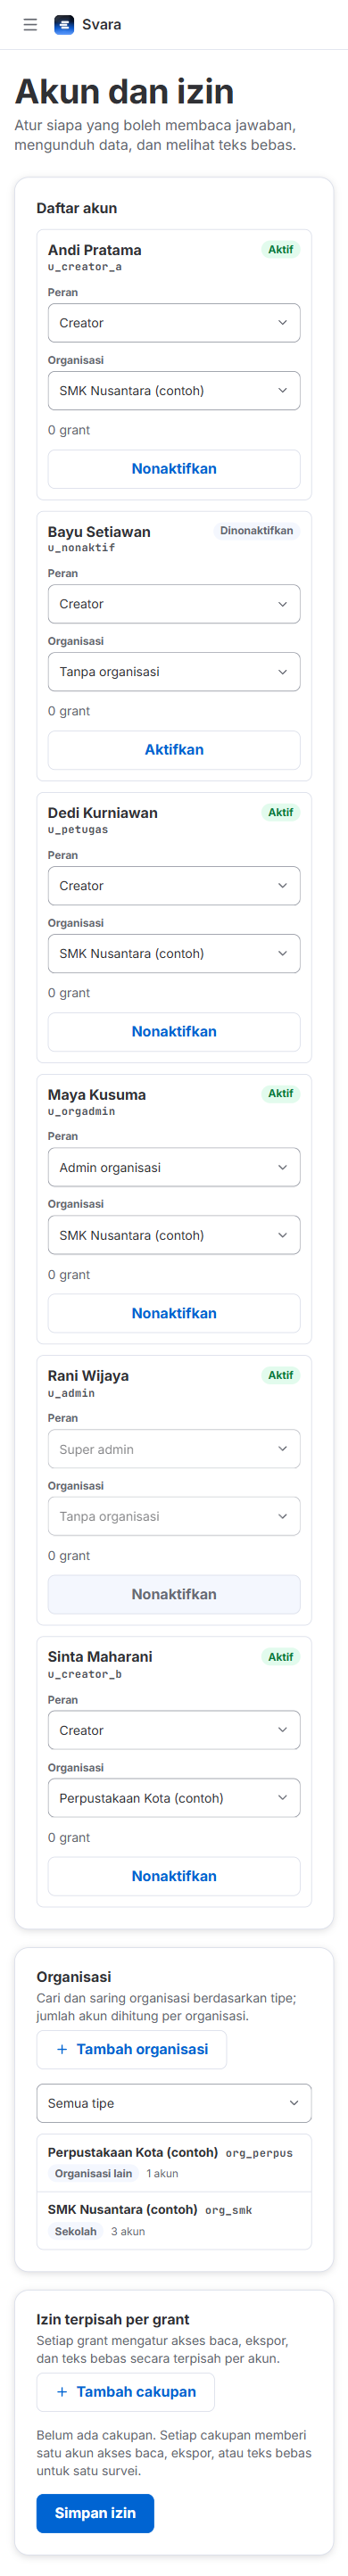 Svara
Akun dan izin
Atur siapa yang boleh membaca jawaban,
mengunduh data, dan melihat teks bebas.
Daftar akun
Andi Pratama
Aktif
u_creator_a
Peran
Creator
Organisasi
SMK Nusantara (contoh)
0 grant
Nonaktifkan
Bayu Setiawan
Dinonaktifkan
u_nonaktif
Peran
Creator
Organisasi
Tanpa organisasi
0 grant
Aktifkan
Dedi Kurniawan
Aktif
u_petugas
Peran
Creator
Organisasi
SMK Nusantara (contoh)
0 grant
Nonaktifkan
Maya Kusuma
Aktif
u_orgadmin
Peran
Admin organisasi
Organisasi
SMK Nusantara (contoh)
0 grant
Nonaktifkan
Rani Wijaya
Aktif
u_admin
Peran
Super admin
Organisasi
Tanpa organisasi
0 grant
Nonaktifkan
Sinta Maharani
Aktif
u_creator_b
Peran
Creator
Organisasi
Perpustakaan Kota (contoh)
0 grant
Nonaktifkan
Organisasi
Cari dan saring organisasi berdasarkan tipe;
jumlah akun dihitung per organisasi.
+ Tambah organisasi
Semua tipe
Perpustakaan Kota (contoh) org_perpus
Organisasi lain 1 akun
SMK Nusantara (contoh) org_smk
Sekolah 3 akun
Izin terpisah per grant
Setiap grant mengatur akses baca, ekspor,
dan teks bebas secara terpisah per akun.
+ Tambah cakupan
Belum ada cakupan. Setiap cakupan memberi
satu akun akses baca, ekspor, atau teks bebas
untuk satu survei.
Simpan izin